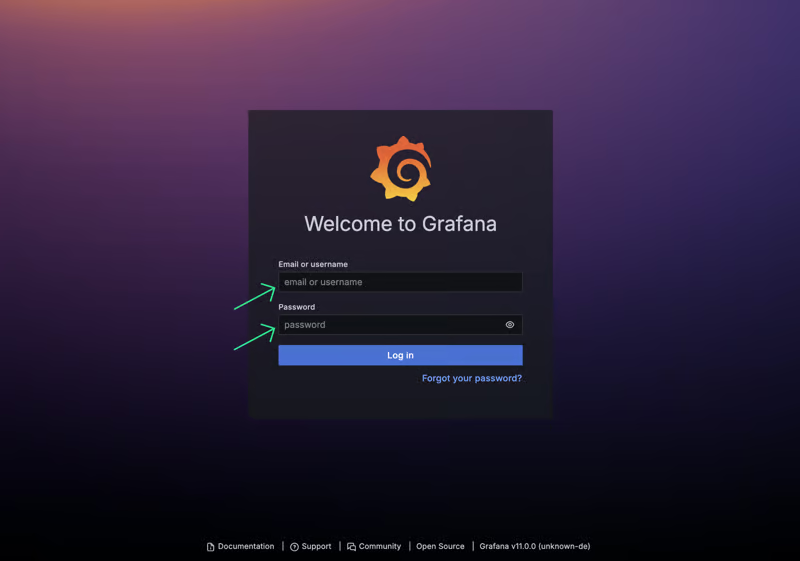 Welcome to Grafana
Email or username
email or username
Password
password
Log in
Forgot your password?
Documentation | Support | Community | Open Source | Grafana v11.0.0 (unknown-de)